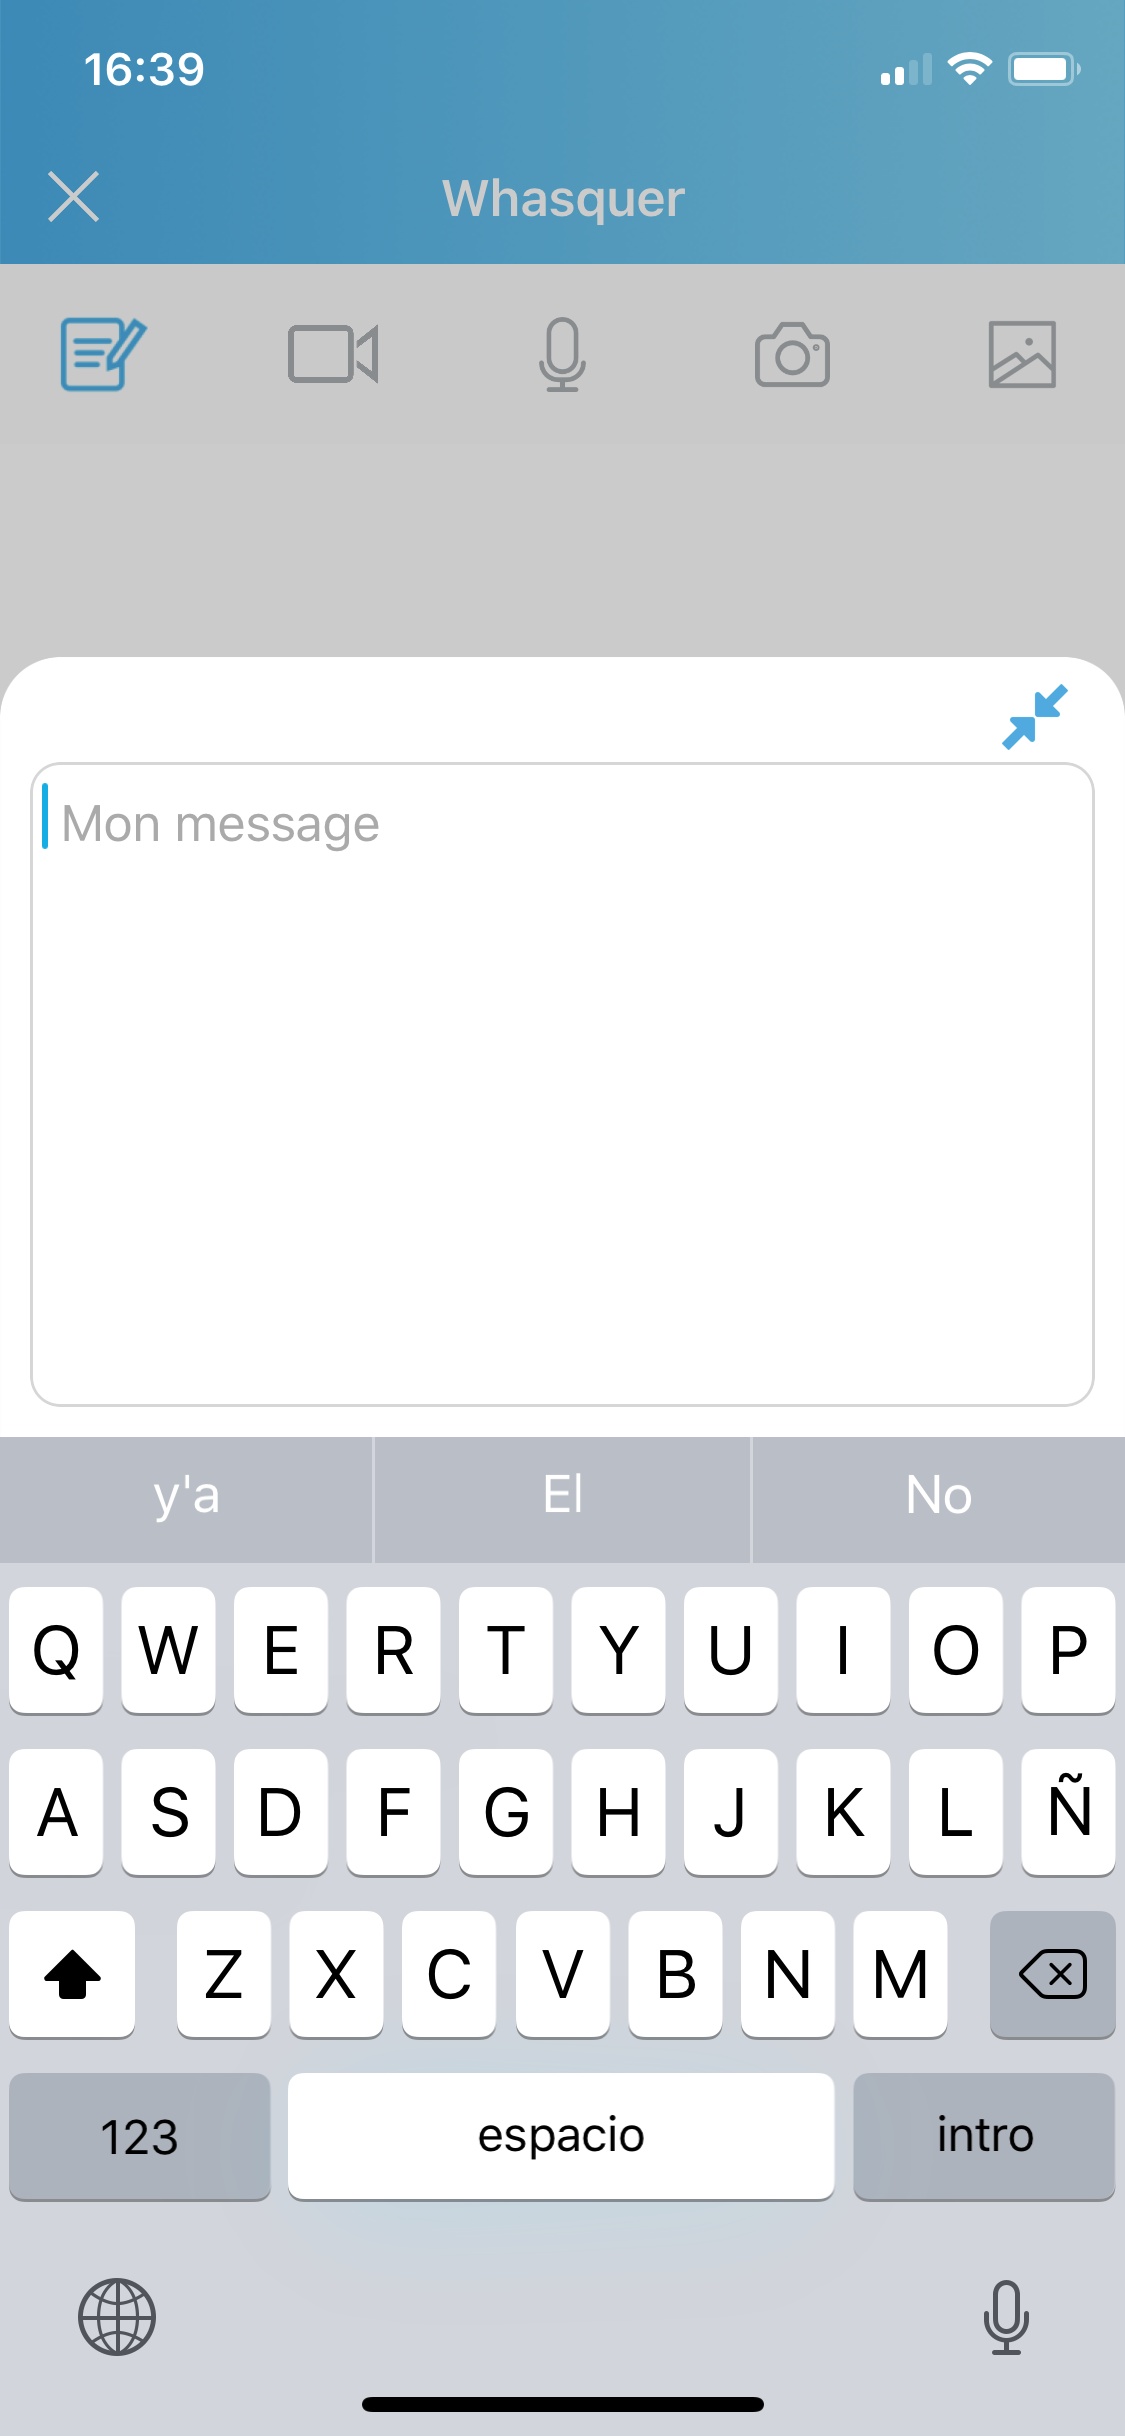 16:39
Whasquer
Mon message
y'a El No
Q W E R T Y U I O P
A S D F G H J K L Ñ
Z X C V B N M
123 espacio intro